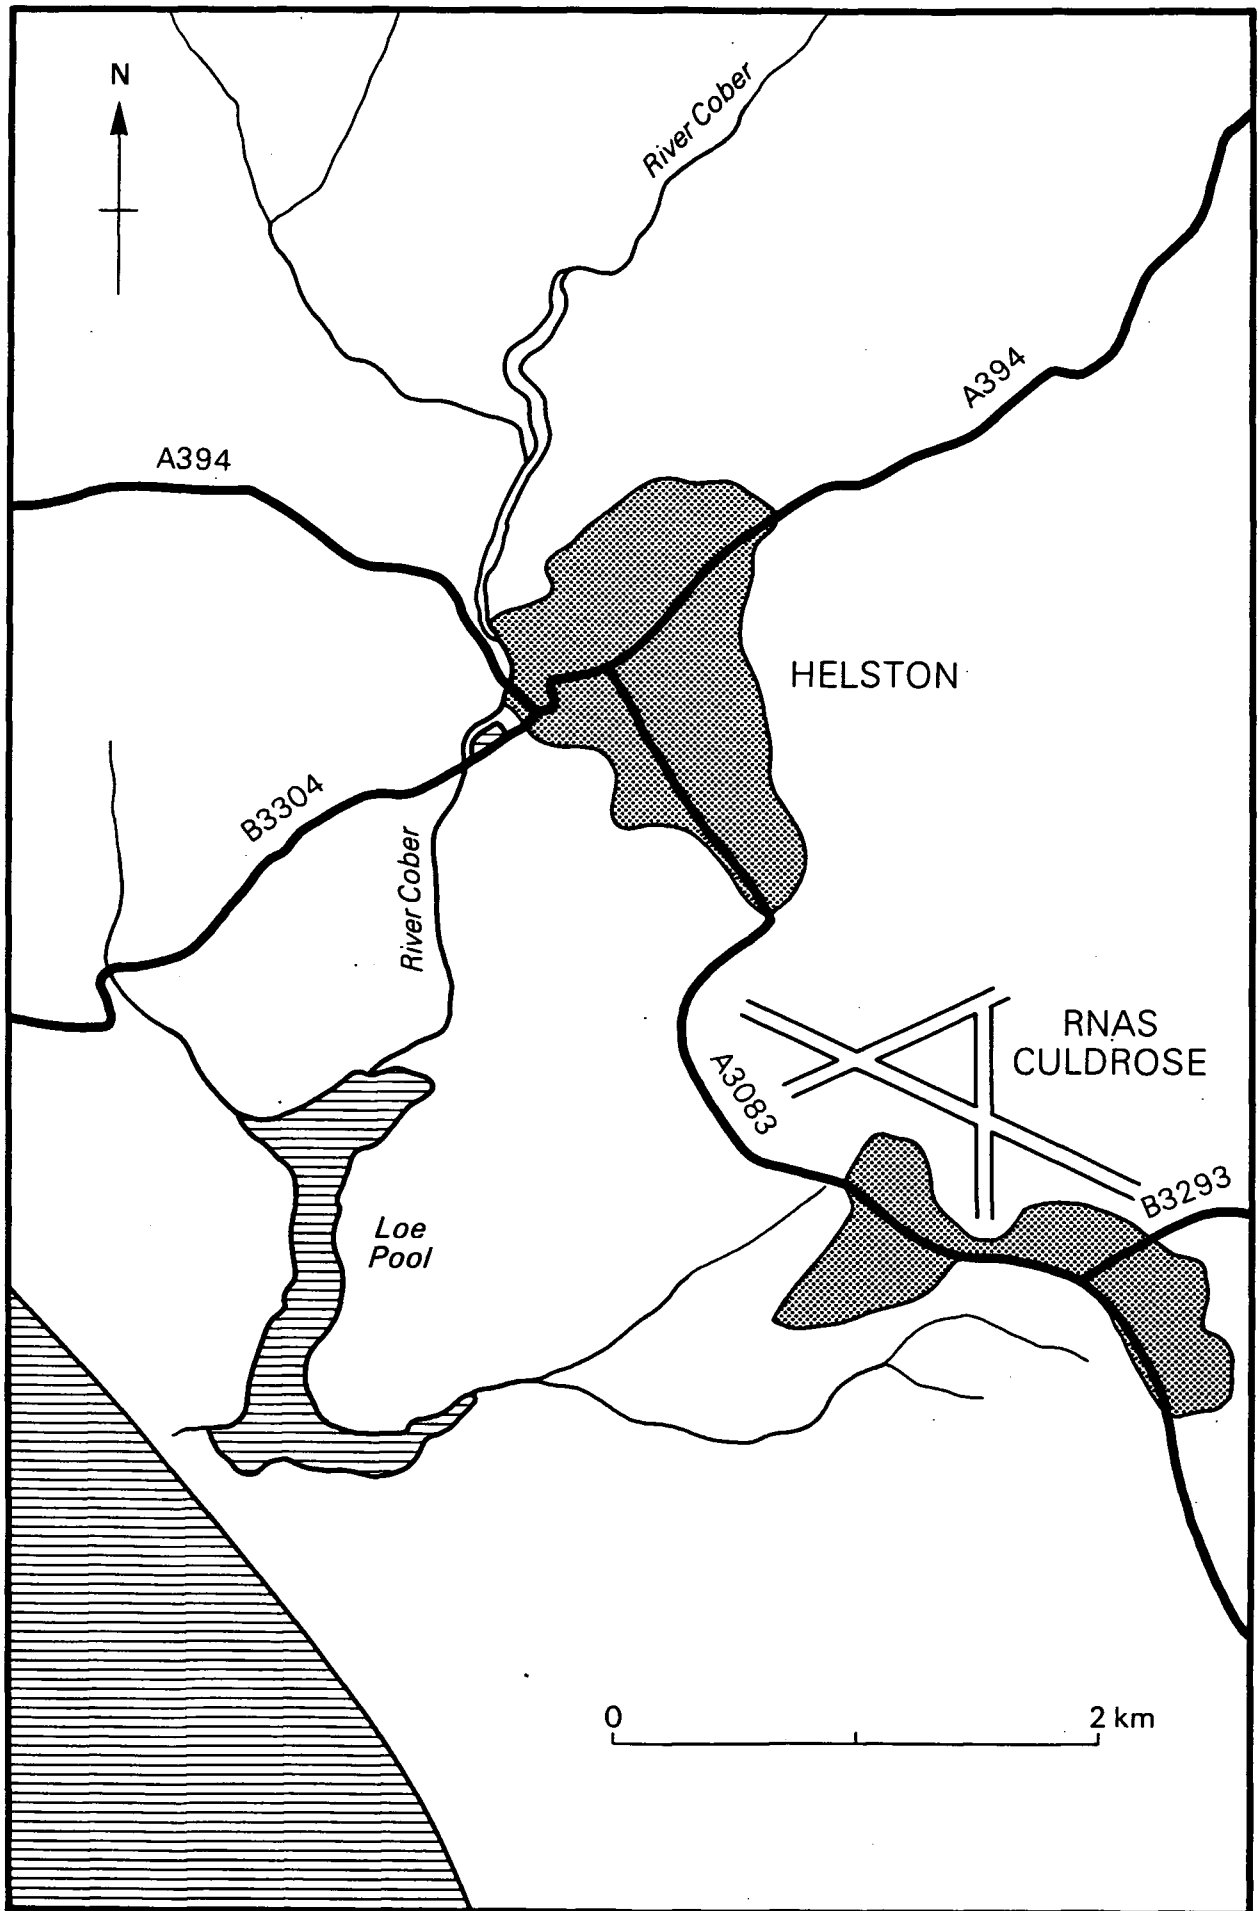 N
River Cober
A394
A394
HELSTON
B3304
River Cober
RNAS
CULDROSE
A3083
B3293
Loe
Pool
0
2 km